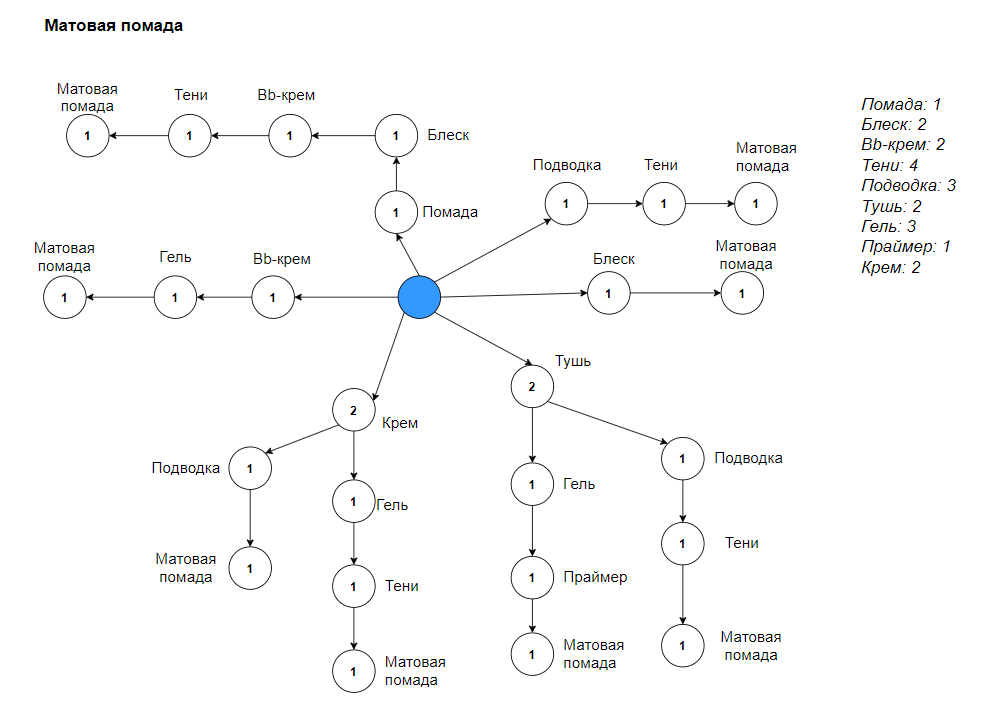 Матовая помада
Матовая
помада
Тени
Bb-крем
1
1
1
1
Блеск
Помада: 1
Блеск: 2
Bb-крем: 2
Тени: 4
Подводка: 3
Тушь: 2
Гель: 3
Праймер: 1
Крем: 2
Подводка
Тени
Матовая
помада
1
1
1
1
Помада
Матовая
помада
Гель
Bb-крем
1
1
1
Блеск
Матовая
помада
1
1
Тушь
2
2
Крем
Подводка
1
1
Гель
1
Гель
1
Подводка
Матовая
помада
1
1
Тени
1
Праймер
1
Тени
1
Матовая
помада
1
Матовая
помада
1
Матовая
помада